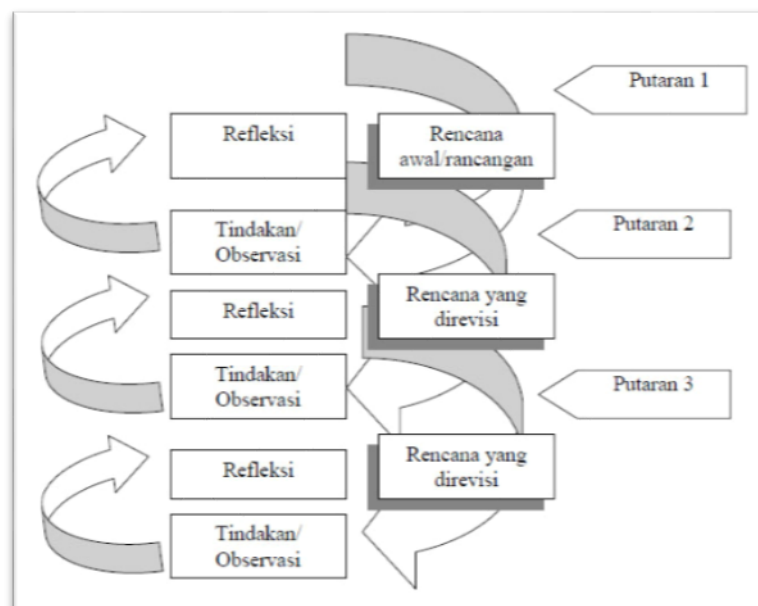 Putaran 1
Refleksi
Rencana
awal/rancangan
Tindakan/
Observasi
Putaran 2
Refleksi
Rencana yang
direvisi
Tindakan/
Observasi
Putaran 3
Refleksi
Rencana yang
direvisi
Tindakan/
Observasi